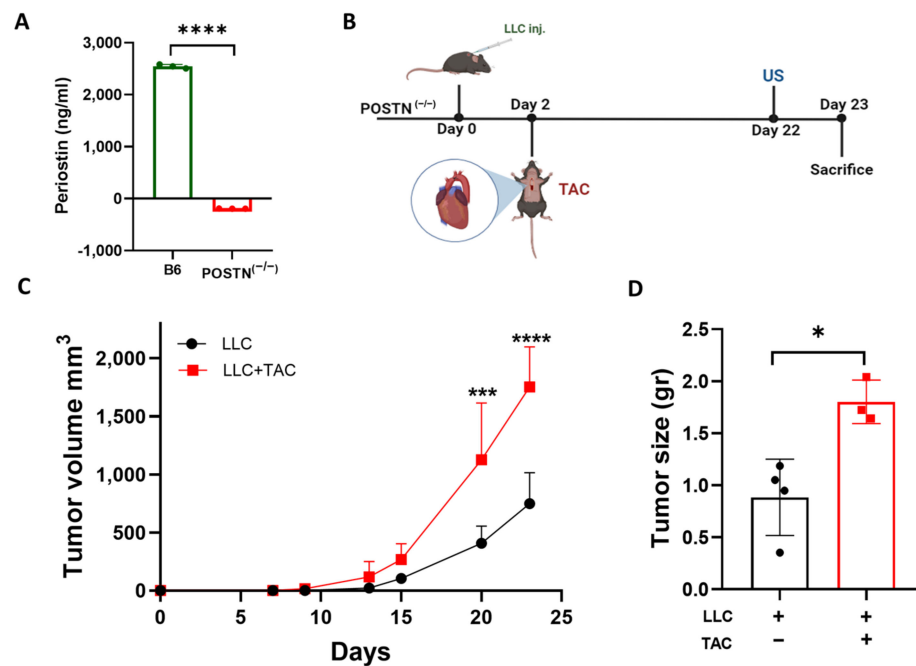 A
****
3,000
2,000
1,000
0
-1,000
Periostin (ng/ml)
B6
POSTN(−/−)
B
LLC inj.
POSTN(−/−)
Day 0
Day 2
US
Day 22
Day 23
Sacrifice
TAC
C
LLC
LLC+TAC
***
****
2,000
1,500
1,000
500
0
Tumor volume mm3
0
5
10
15
20
25
Days
D
*
2.5
2.0
1.5
1.0
0.5
0.0
Tumor size (gr)
LLC + +
TAC − +